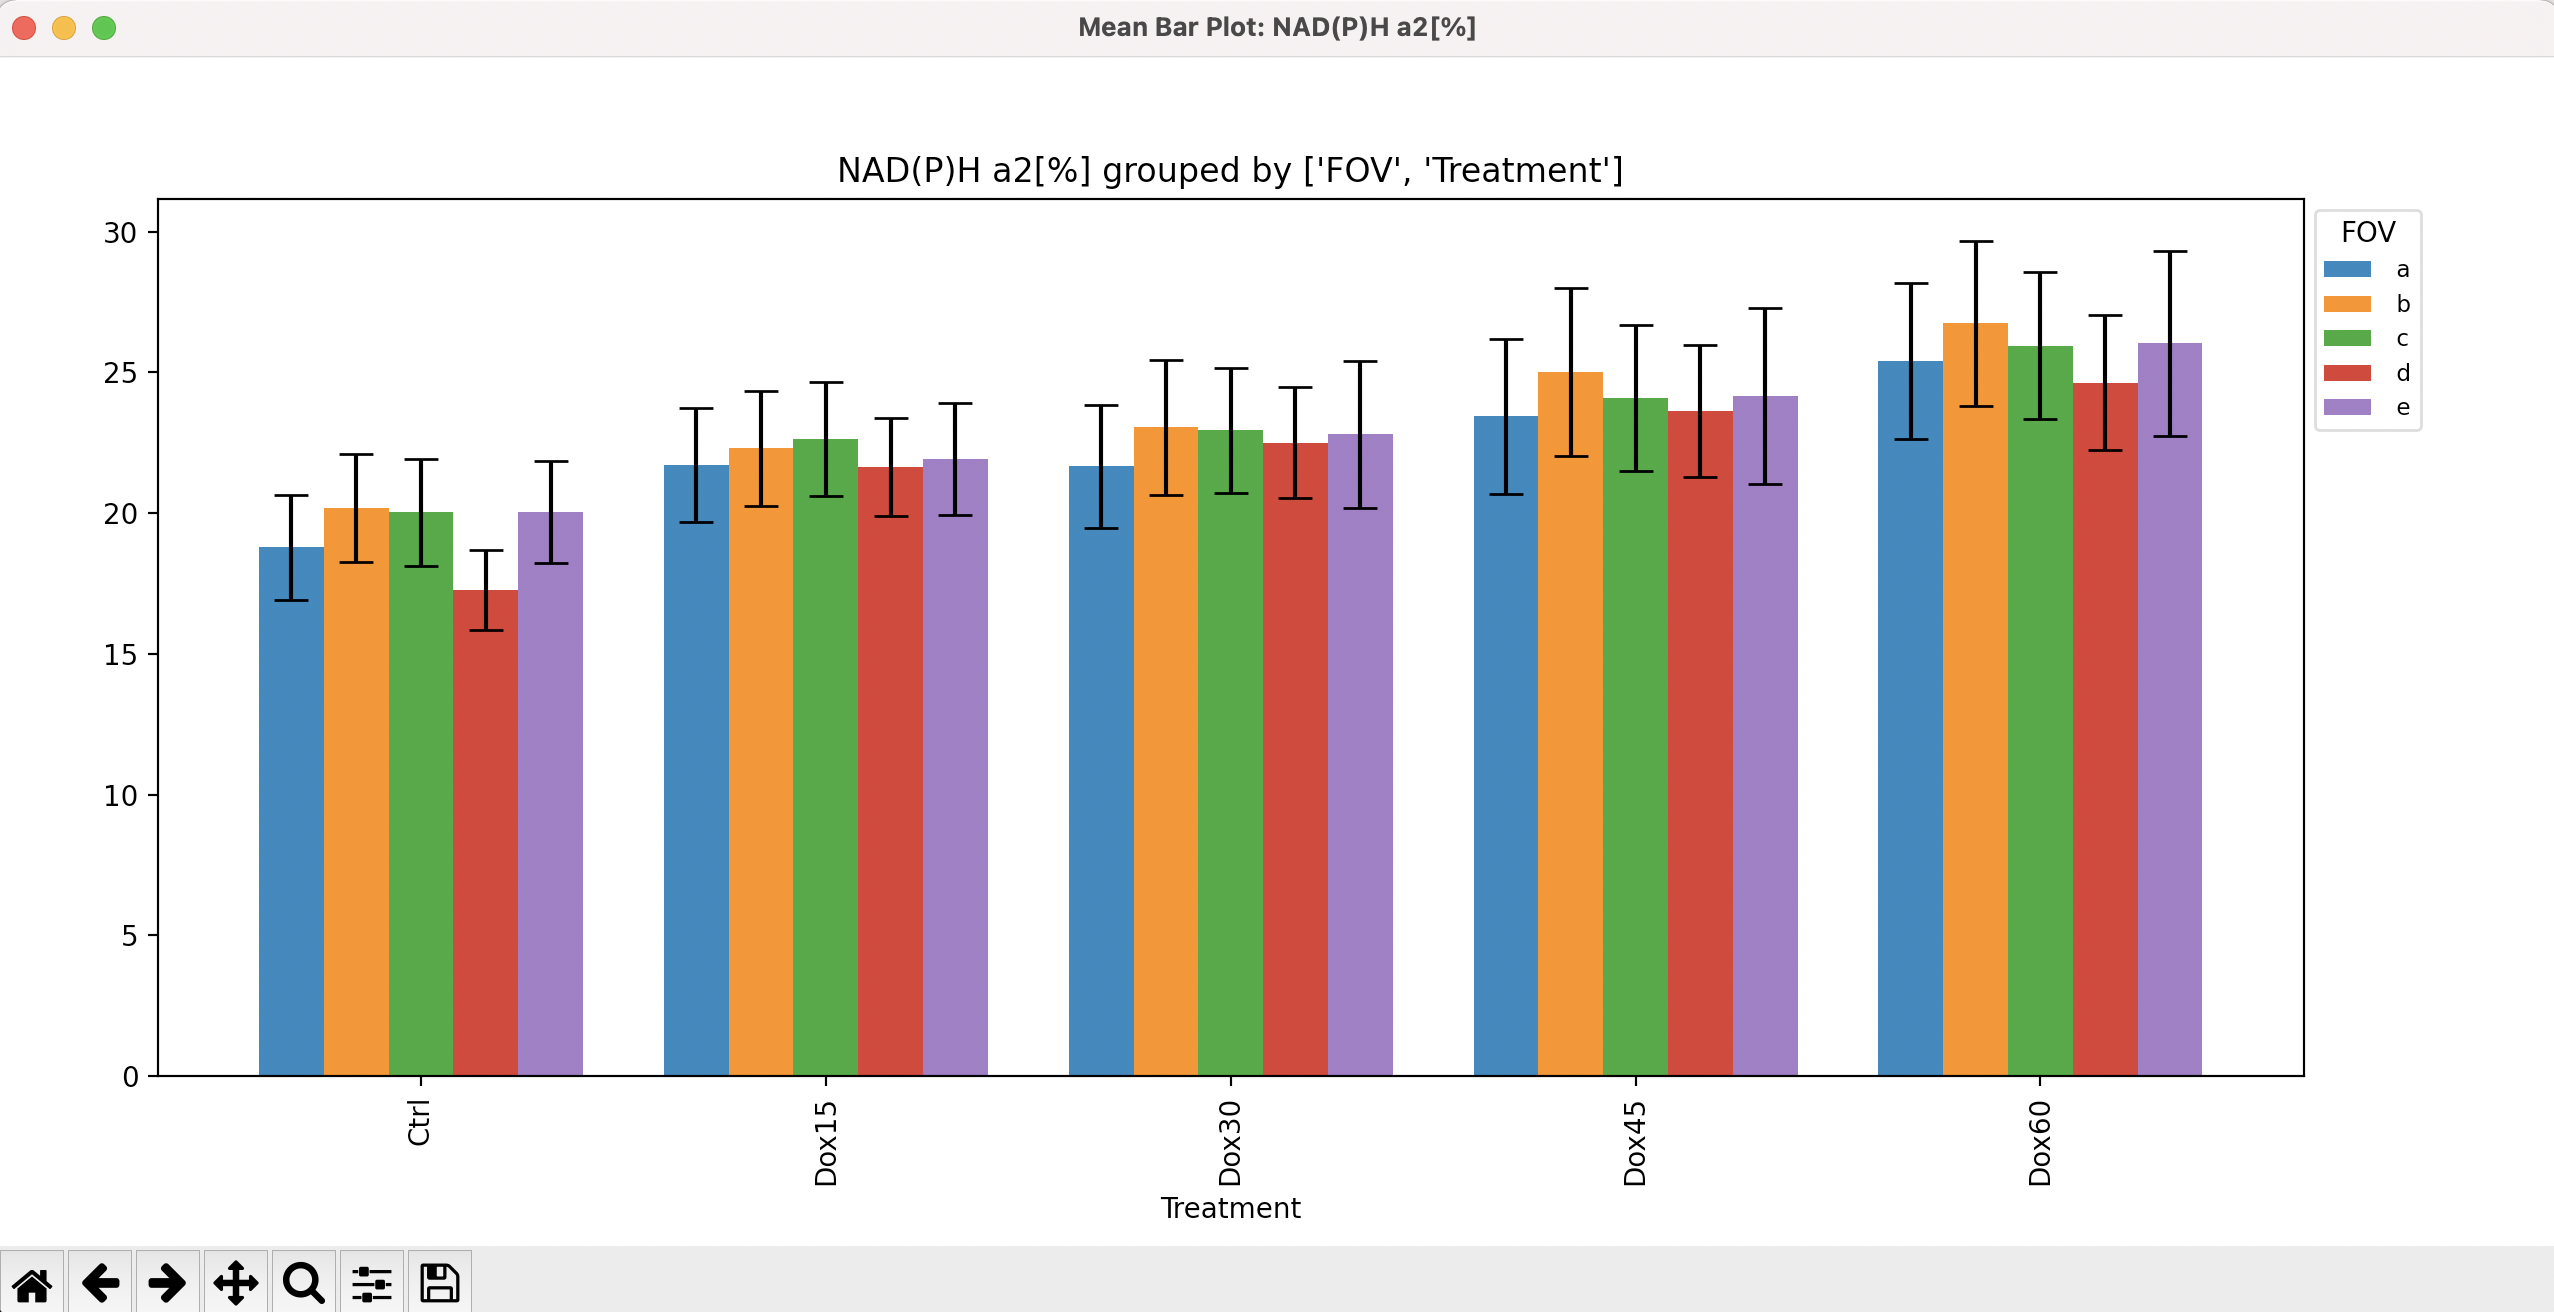 Mean Bar Plot: NAD(P)H a2[%]
NAD(P)H a2[%] grouped by ['FOV', 'Treatment']
30
25
20
15
10
5
0
FOV
a
b
c
d
e
Ctrl
Dox15
Dox30
Dox45
Dox60
Treatment